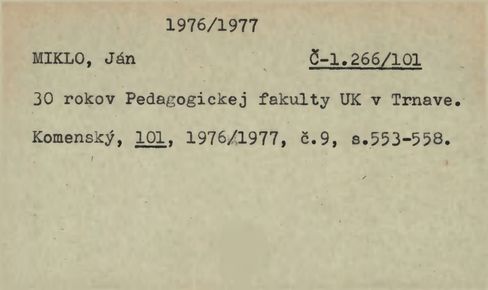 1976/1977
MIKLO, Ján Č-1.266/101
30 rokov Pedagogickej fakulty UK v Trnave.
Komenský, 101, 1976/1977, č.9, s.553-558.